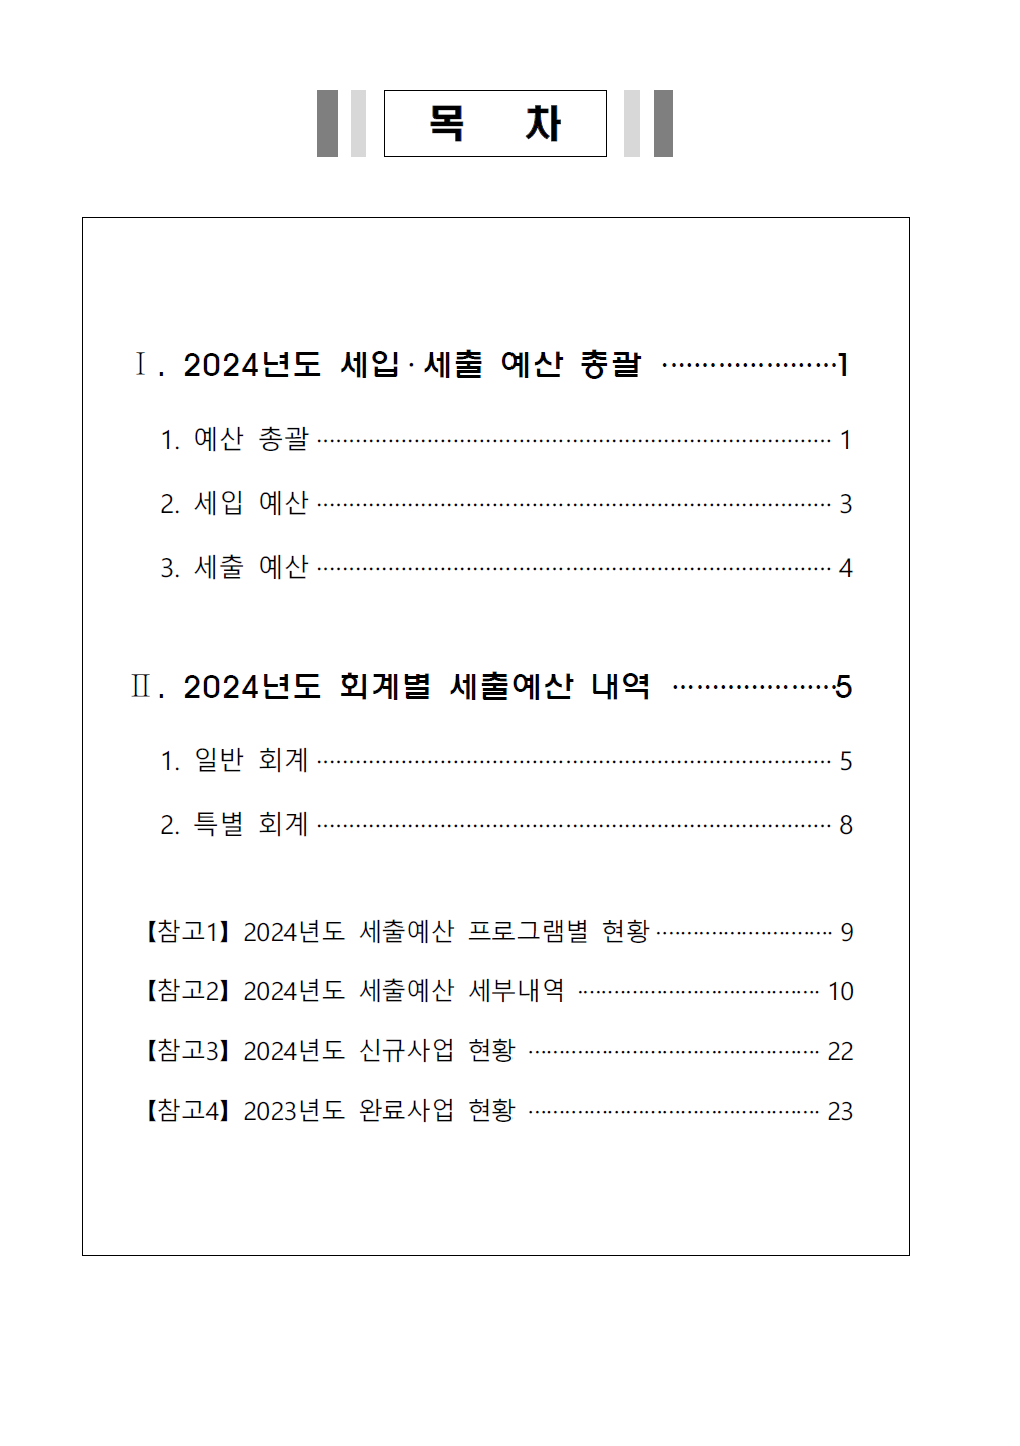 목 차
Ⅰ. 2024년도 세입·세출 예산 총괄 ······················1
1. 예산 총괄 ················································································ 1
2. 세입 예산 ················································································ 3
3. 세출 예산 ················································································ 4
Ⅱ. 2024년도 회계별 세출예산 내역 ·····················5
1. 일반 회계 ················································································ 5
2. 특별 회계 ················································································ 8
【참고1】 2024년도 세출예산 프로그램별 현황 ····························· 9
【참고2】 2024년도 세출예산 세부내역 ······································· 10
【참고3】 2024년도 신규사업 현황 ··············································· 22
【참고4】 2023년도 완료사업 현황 ··············································· 23